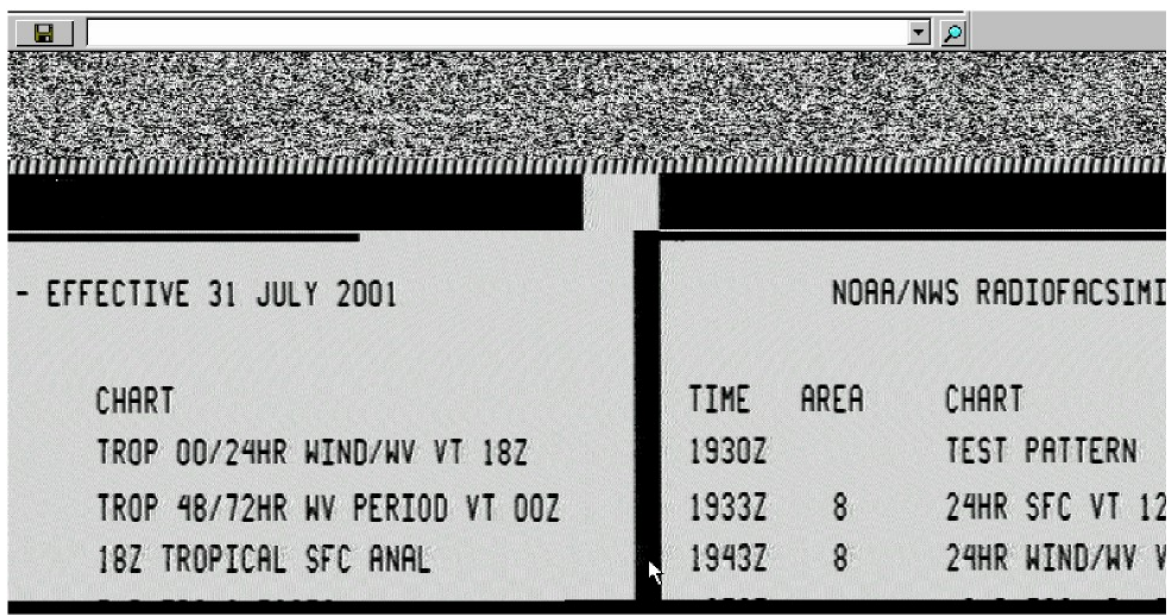 - EFFECTIVE 31 JULY 2001
CHART
TROP 00/24HR WIND/WV VT 18Z
TROP 48/72HR WV PERIOD VT 00Z
18Z TROPICAL SFC ANAL
NOAA/NWS RADIOFACSIMI
TIME AREA CHART
1930Z TEST PATTERN
1933Z 8 24HR SFC VT 12
1943Z 8 24HR WIND/WV V